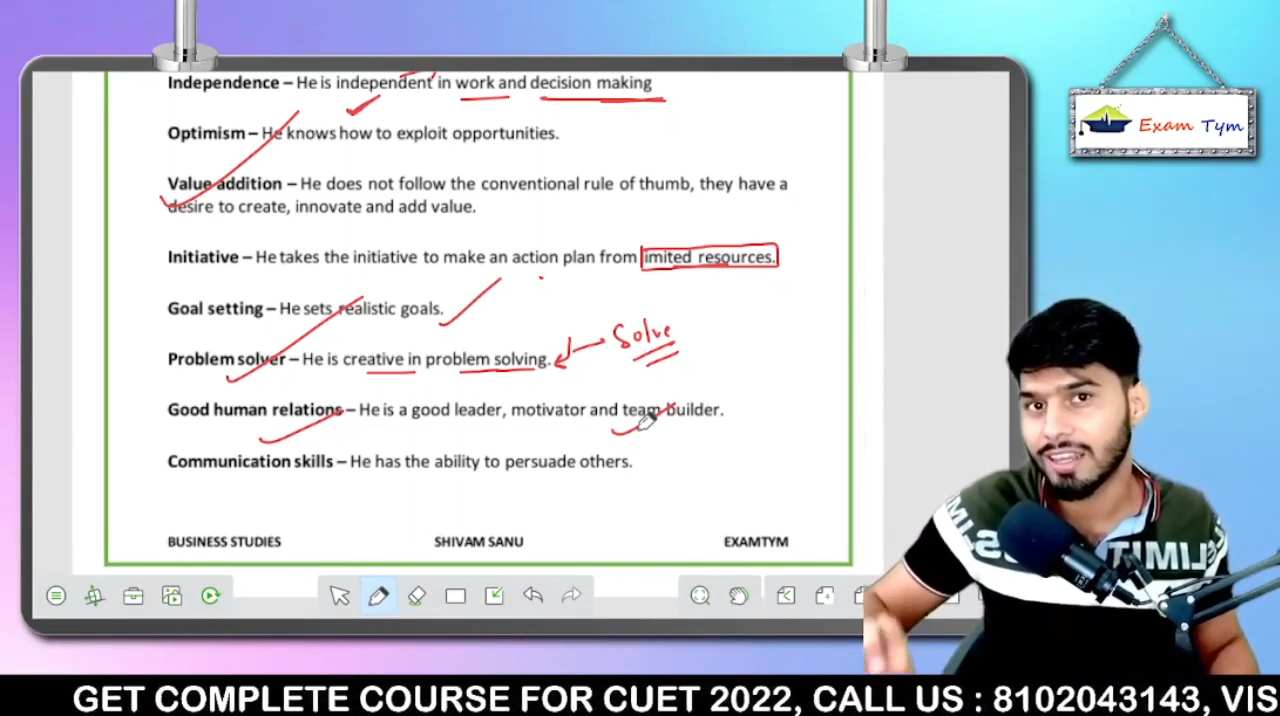 Independence – He is independent in work and decision making
Exam Tym
Optimism – He knows how to exploit opportunities.
Value addition – He does not follow the conventional rule of thumb, they have a
desire to create, innovate and add value.
Initiative – He takes the initiative to make an action plan from imited resources.
Goal setting – He sets realistic goals.
Solve
Problem solver – He is creative in problem solving.
Good human relations – He is a good leader, motivator and team builder.
Communication skills – He has the ability to persuade others.
BUSINESS STUDIES SHIVAM SANU EXAMTYM
GET COMPLETE COURSE FOR CUET 2022, CALL US : 8102043143, VIS